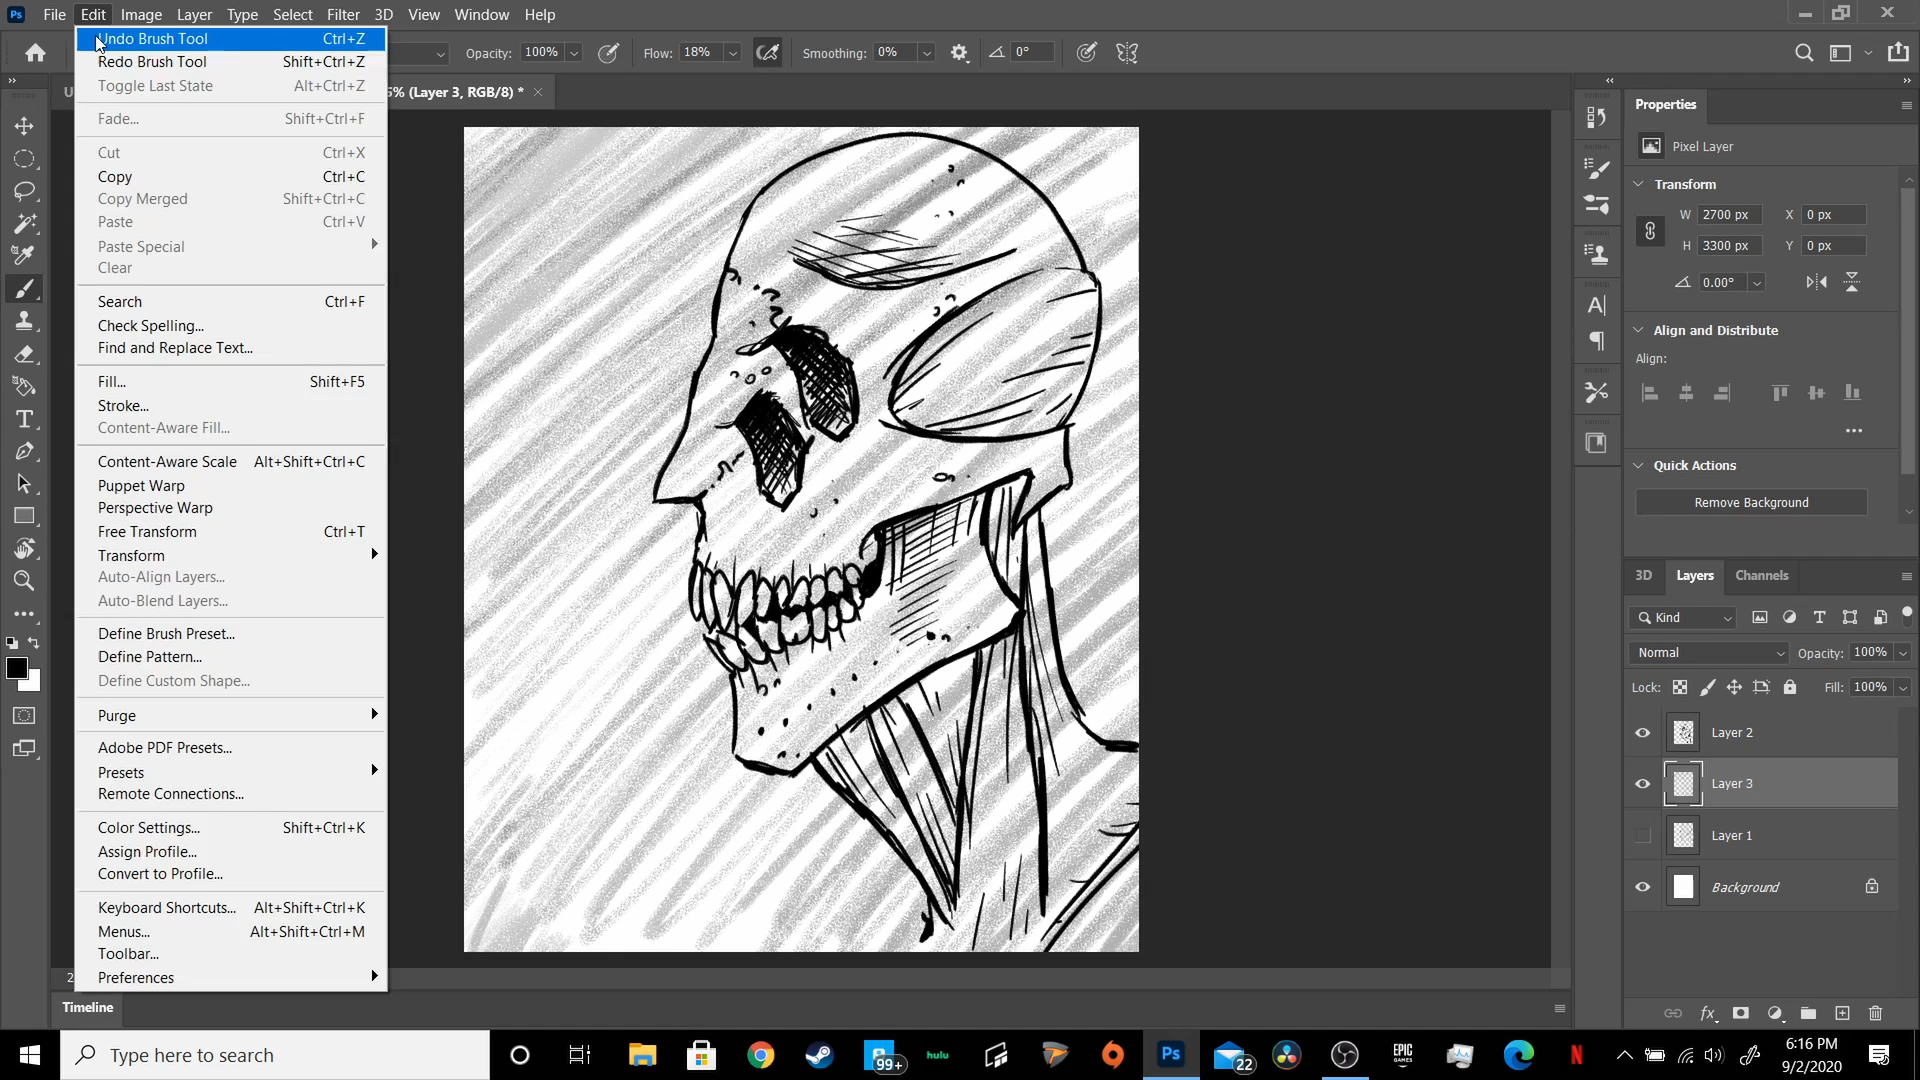 Ps File Edit Image Layer Type Select Filter 3D View Window Help
Opacity: 100% Flow: 18% Smoothing: 0% 0°
5% (Layer 3, RGB/8) *
Undo Brush Tool Ctrl+Z
Redo Brush Tool Shift+Ctrl+Z
Toggle Last State Alt+Ctrl+Z
Fade... Shift+Ctrl+F
Cut Ctrl+X
Copy Ctrl+C
Copy Merged Shift+Ctrl+C
Paste Ctrl+V
Paste Special
Clear
Search Ctrl+F
Check Spelling...
Find and Replace Text...
Fill... Shift+F5
Stroke...
Content-Aware Fill...
Content-Aware Scale Alt+Shift+Ctrl+C
Puppet Warp
Perspective Warp
Free Transform Ctrl+T
Transform
Auto-Align Layers...
Auto-Blend Layers...
Define Brush Preset...
Define Pattern...
Define Custom Shape...
Purge
Adobe PDF Presets...
Presets
Remote Connections...
Color Settings... Shift+Ctrl+K
Assign Profile...
Convert to Profile...
Keyboard Shortcuts... Alt+Shift+Ctrl+K
Menus... Alt+Shift+Ctrl+M
Toolbar...
Preferences
Timeline
Properties
Pixel Layer
Transform
W 2700 px X 0 px
H 3300 px Y 0 px
0.00°
Align and Distribute
Align:
Quick Actions
Remove Background
3D Layers Channels
Kind
Normal Opacity: 100%
Lock: Fill: 100%
Layer 2
Layer 3
Layer 1
Background
fx
Type here to search
99+
hulu
Ps
22
EPIC
GAMES
N
6:16 PM
9/2/2020